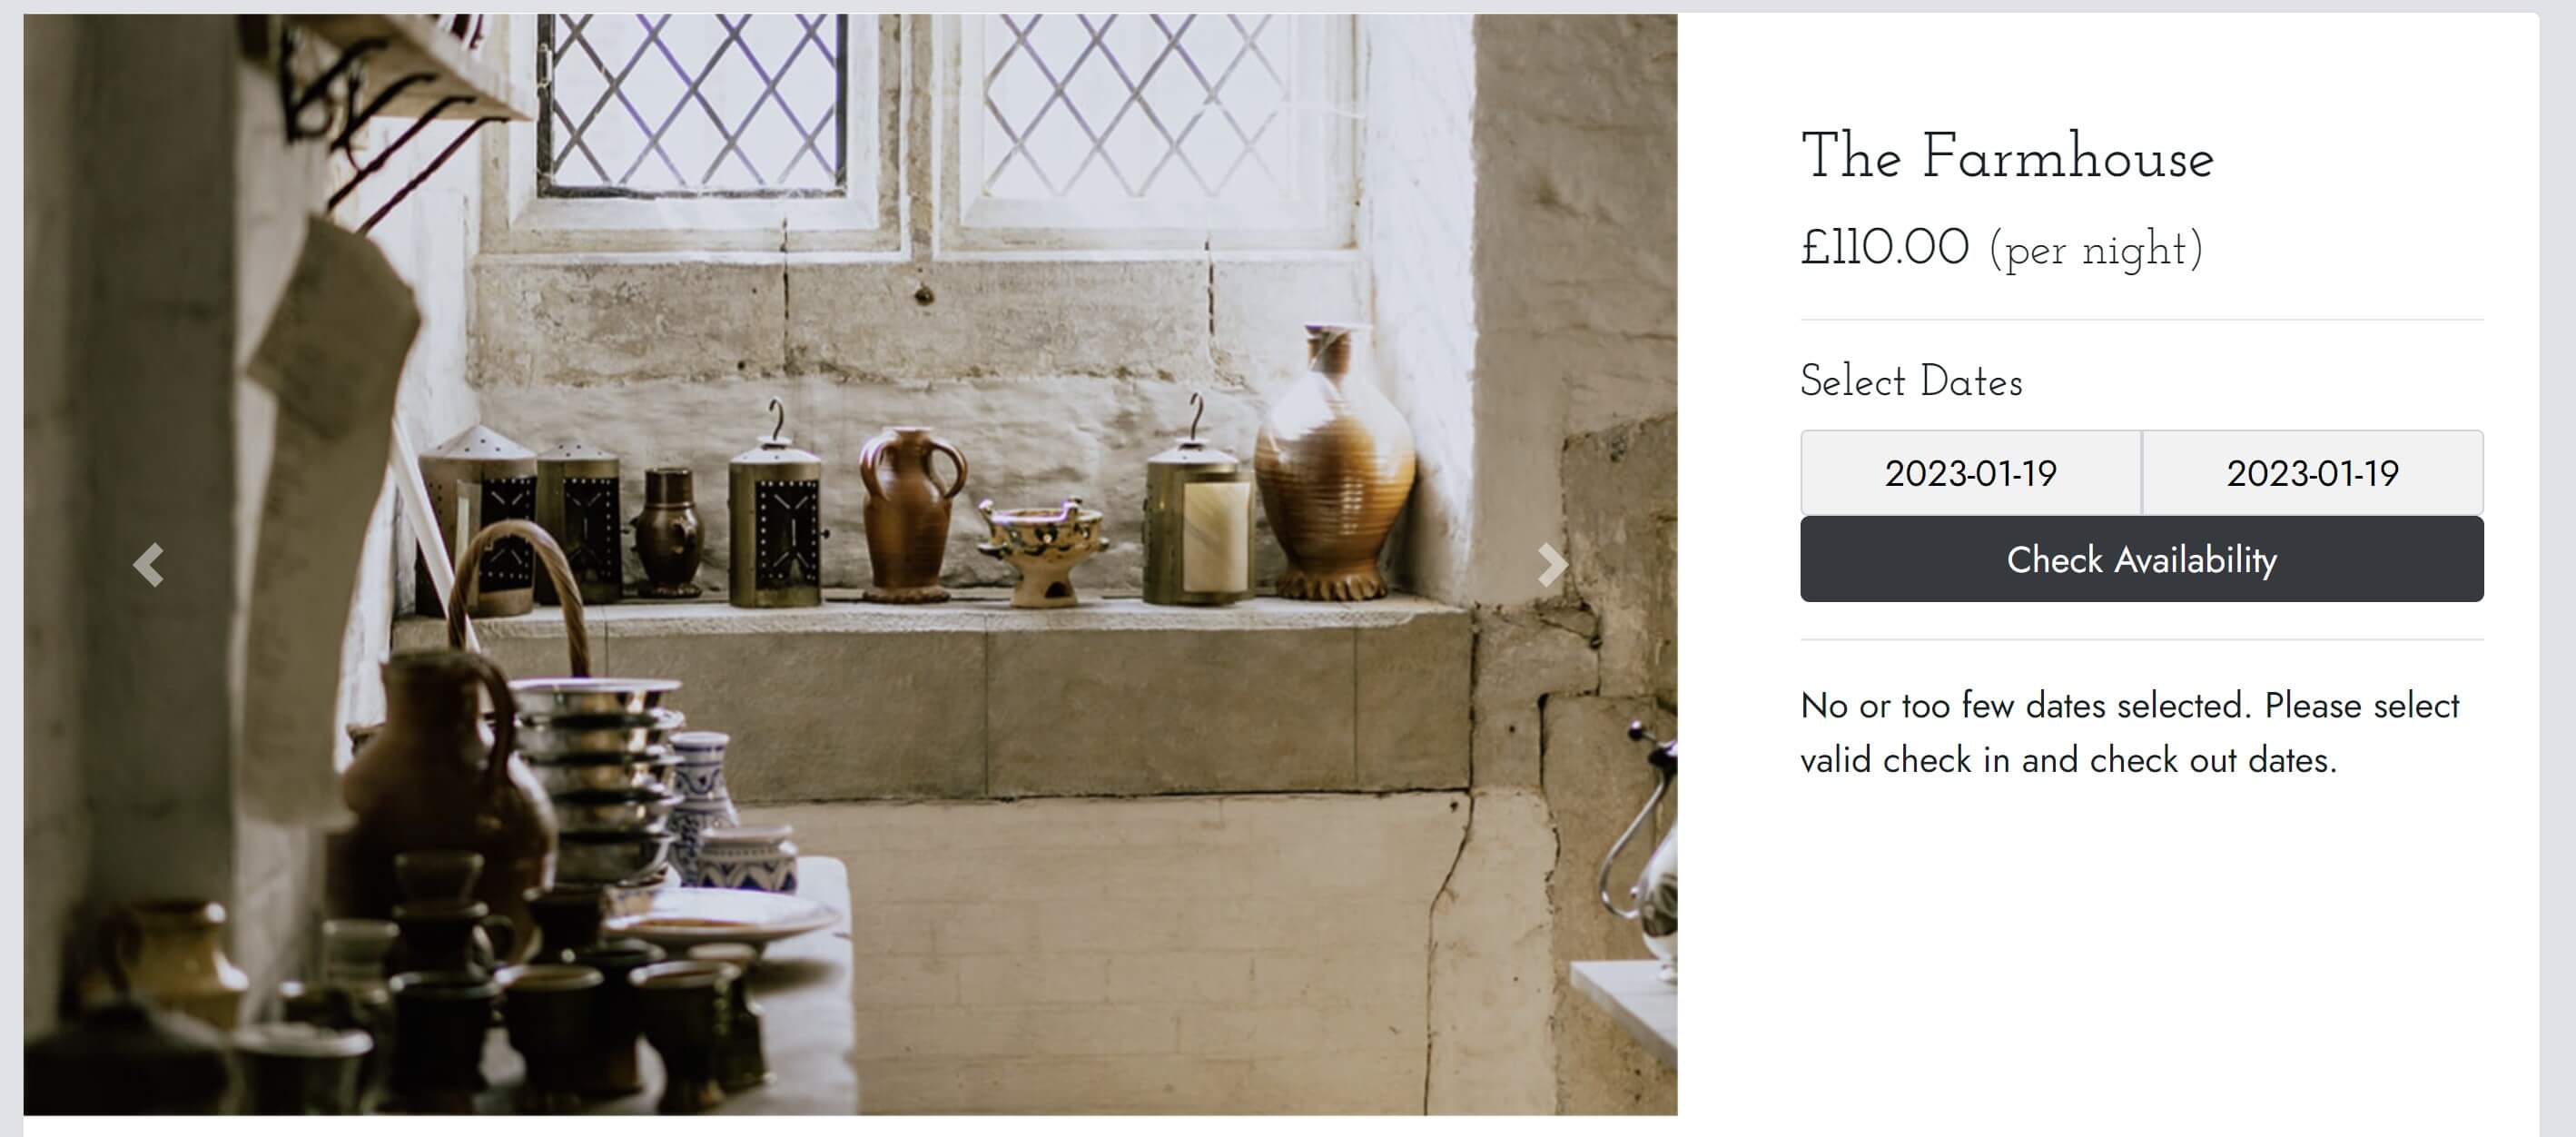 The Farmhouse
£110.00 (per night)
Select Dates
2023-01-19 2023-01-19
Check Availability
No or too few dates selected. Please select
valid check in and check out dates.